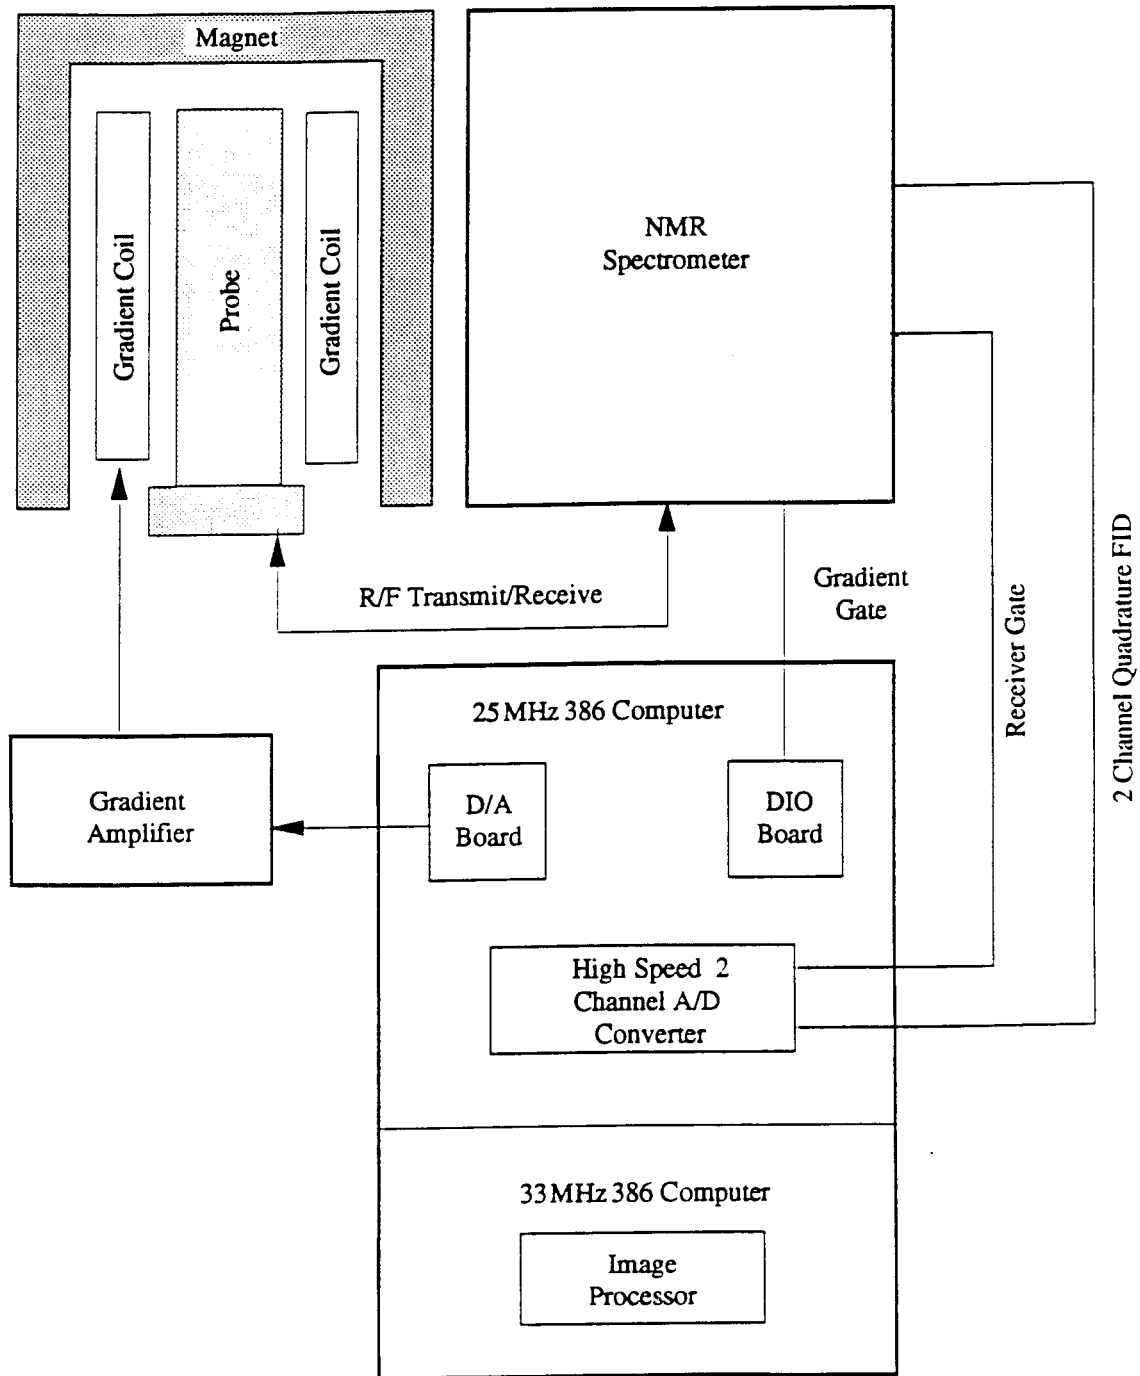 Magnet
Gradient Coil
Probe
Gradient Coil
NMR
Spectrometer
R/F Transmit/Receive
Gradient
Gate
Receiver Gate
2 Channel Quadrature FID
25 MHz 386 Computer
Gradient
Amplifier
D/A
Board
DIO
Board
High Speed 2
Channel A/D
Converter
33 MHz 386 Computer
Image
Processor